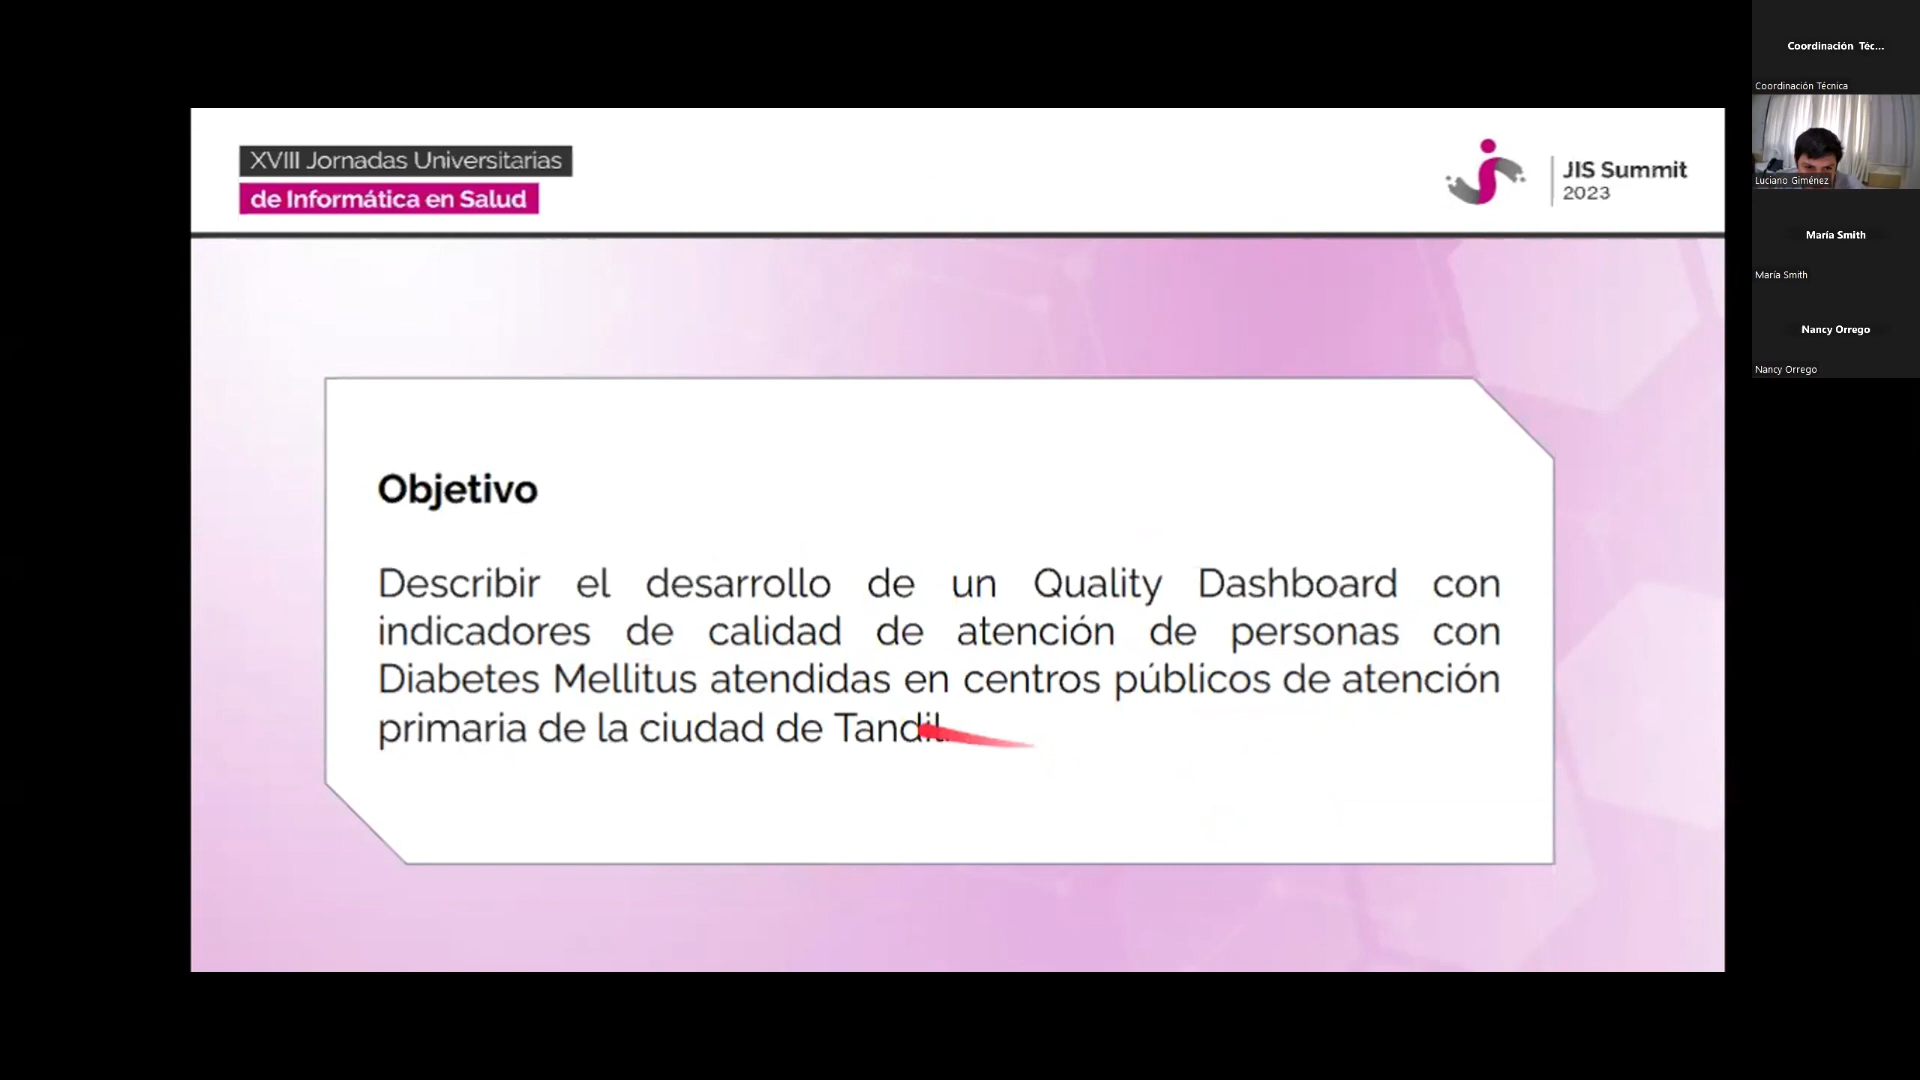 XVIII Jornadas Universitarias
de Informática en Salud
JIS Summit
2023
Objetivo
Describir el desarrollo de un Quality Dashboard con
indicadores de calidad de atención de personas con
Diabetes Mellitus atendidas en centros públicos de atención
primaria de la ciudad de Tandil.
Coordinación Téc...
Coordinación Técnica
Luciano Giménez
María Smith
María Smith
Nancy Orrego
Nancy Orrego